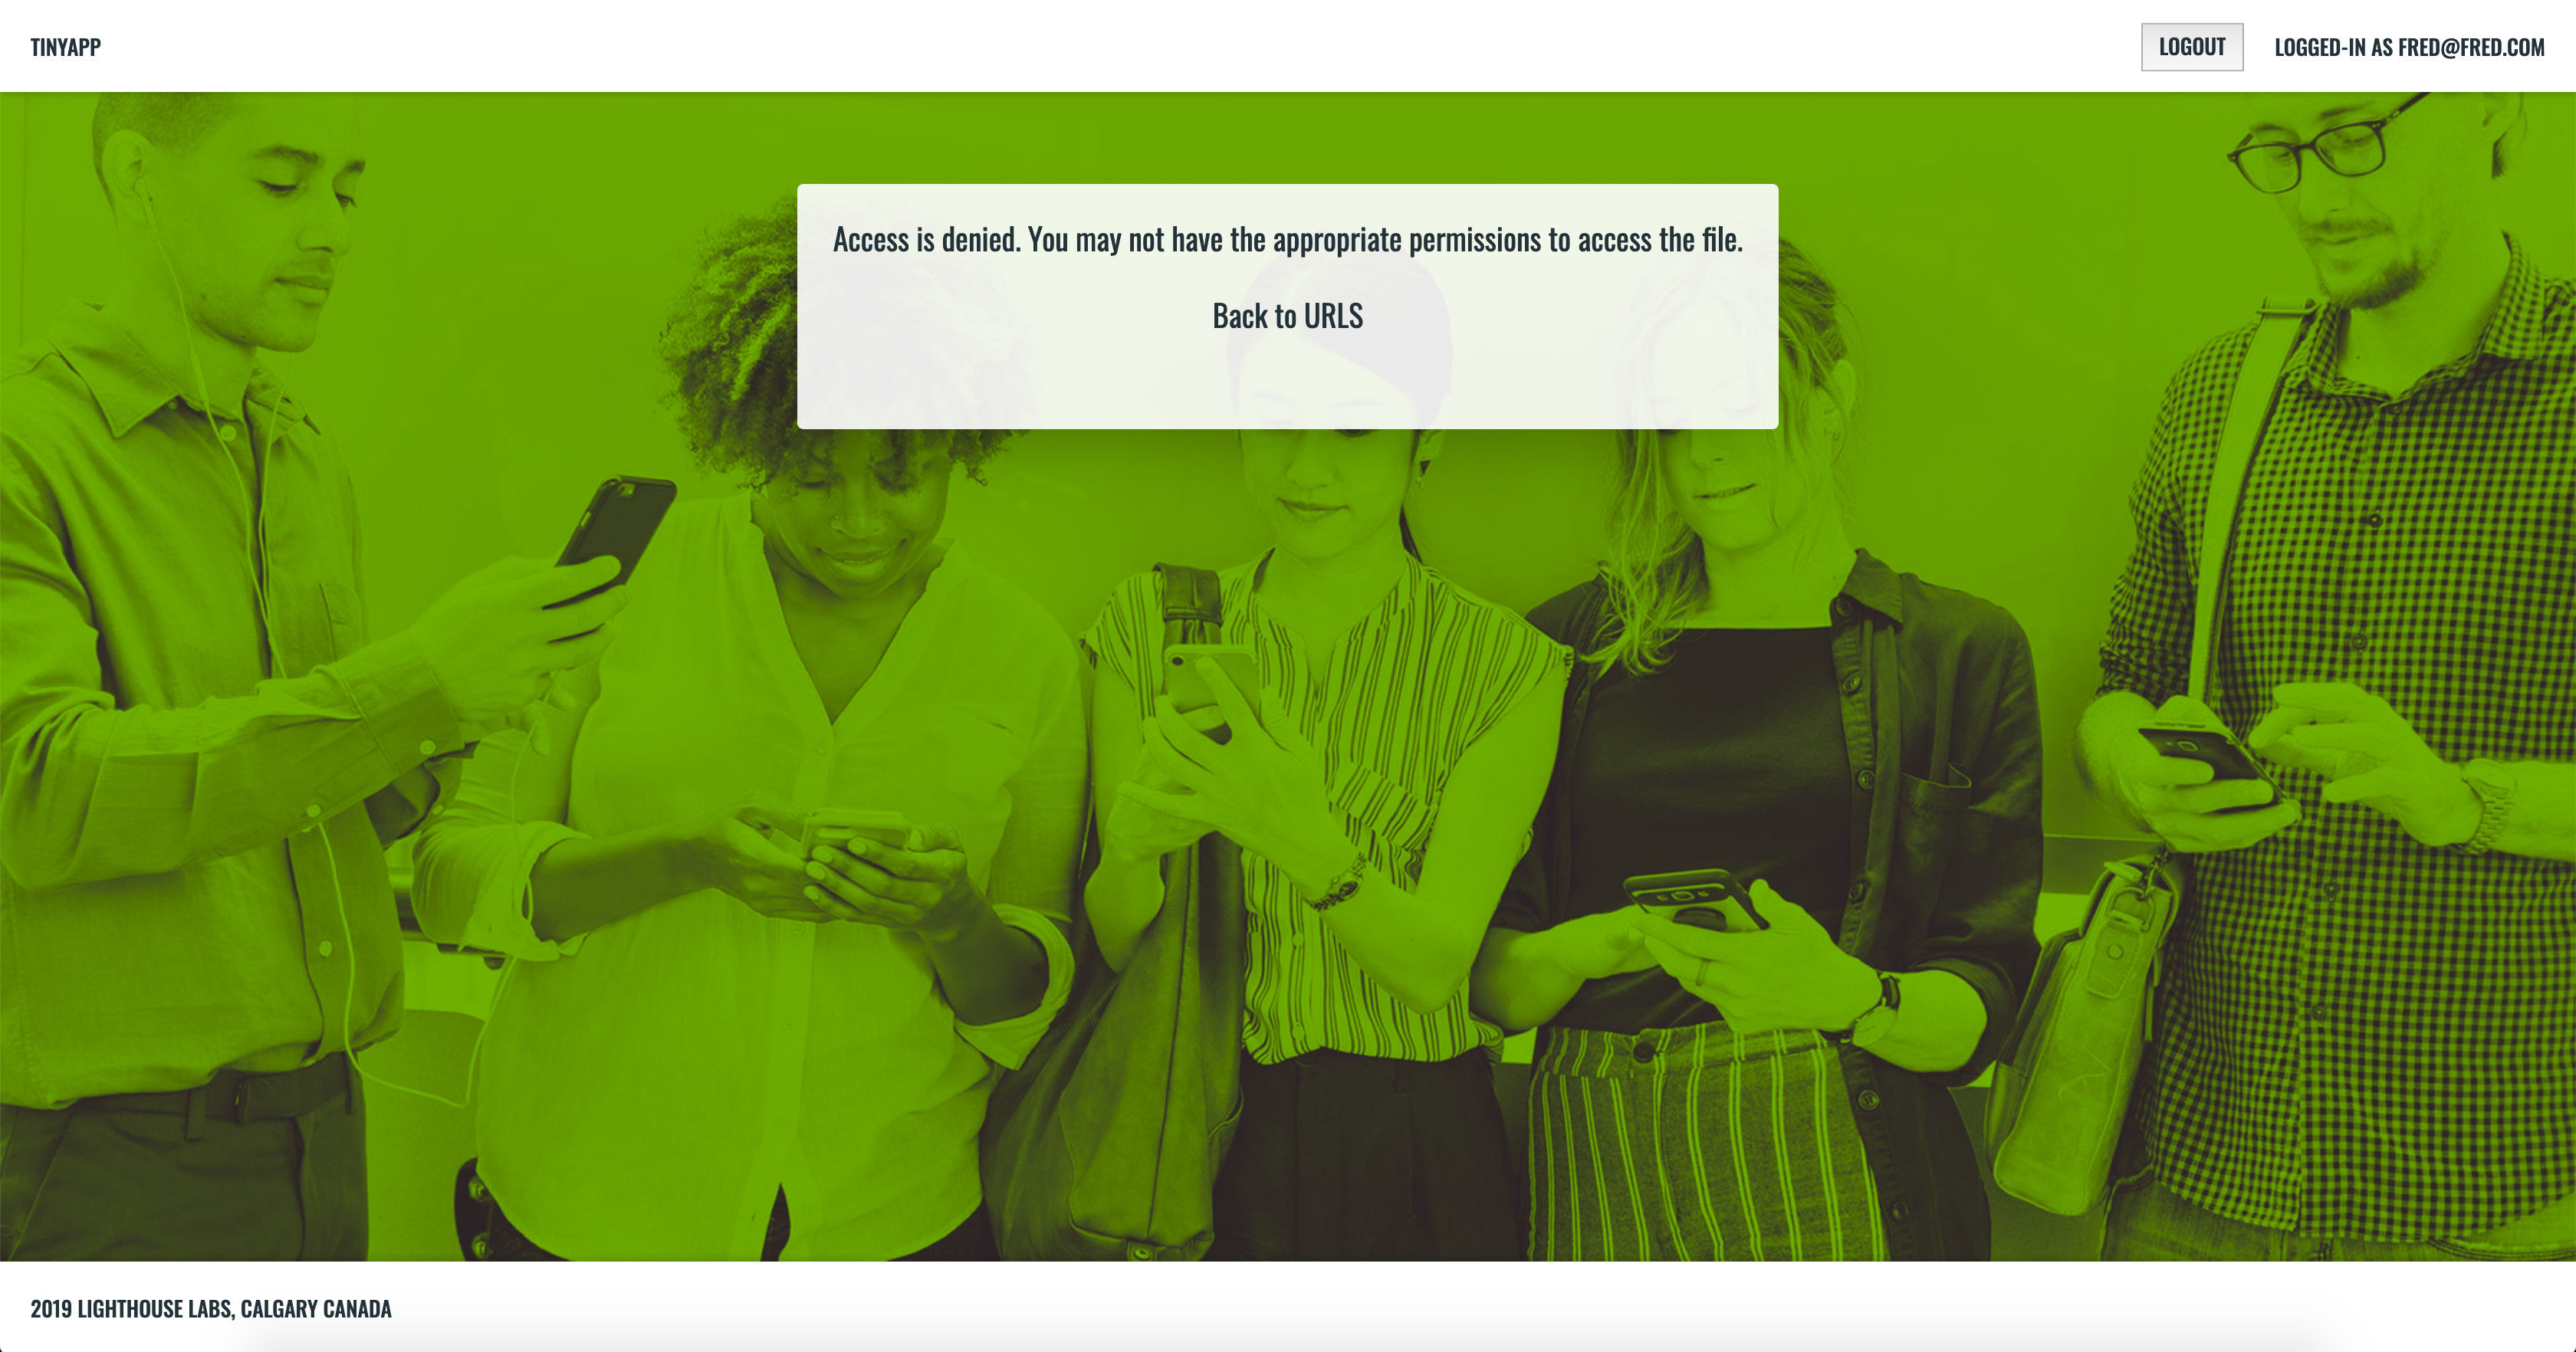 TINYAPP
LOGOUT
LOGGED-IN AS FRED@FRED.COM
Access is denied. You may not have the appropriate permissions to access the file.
Back to URLS
2019 LIGHTHOUSE LABS, CALGARY CANADA